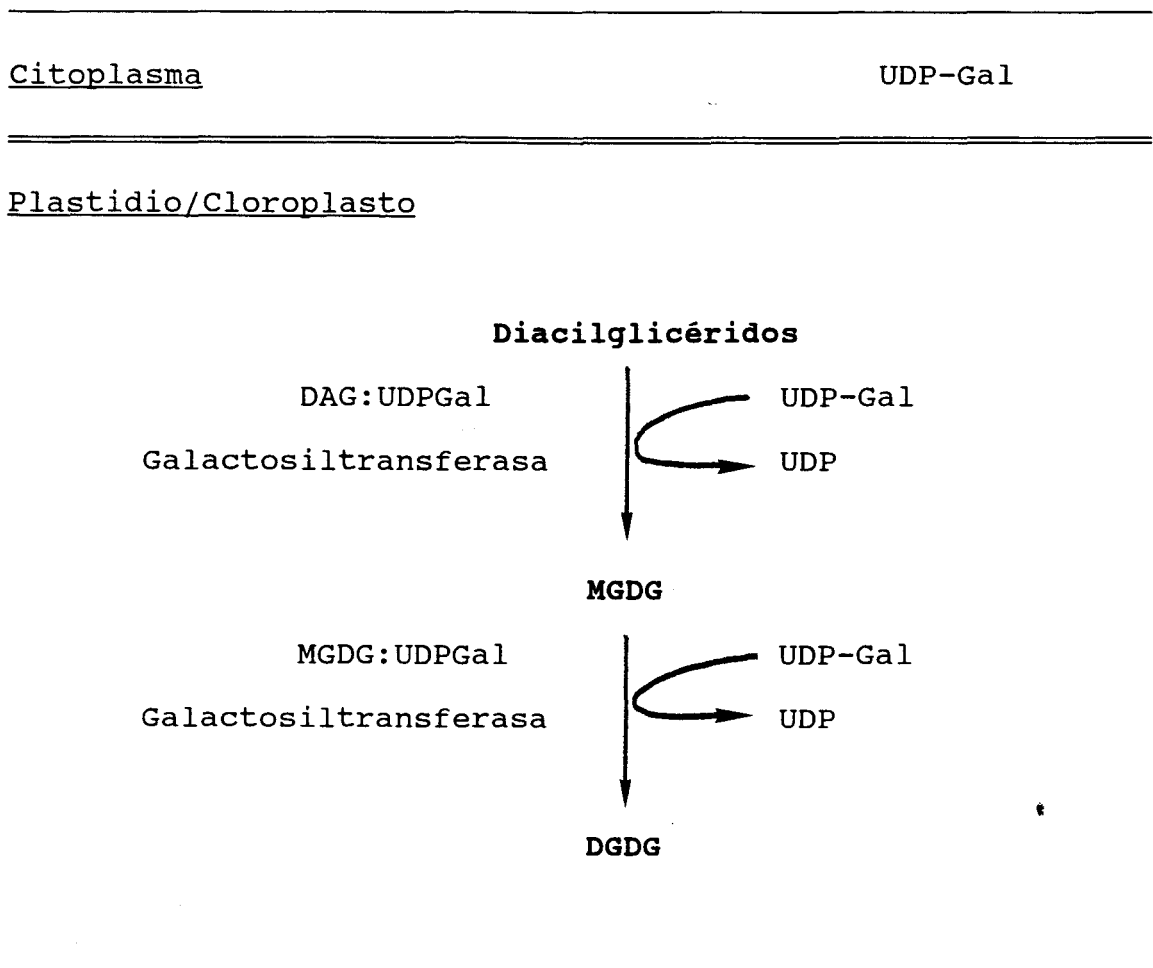 Citoplasma UDP-Gal
Plastidio/Cloroplasto
Diacilglicéridos
DAG:UDPGal UDP-Gal
Galactosiltransferasa UDP
MGDG
MGDG:UDPGal UDP-Gal
Galactosiltransferasa UDP
DGDG